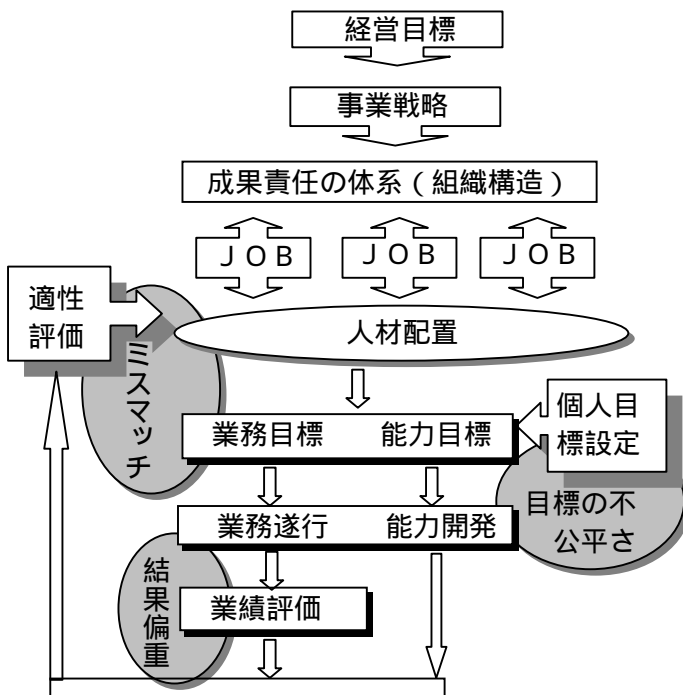 経営目標
事業戦略
成果責任の体系（組織構造）
ＪＯＢ
ＪＯＢ
ＪＯＢ
適性
評価
人材配置
ミスマッチ
業務目標　能力目標
個人目
標設定
目標の不
公平さ
業務遂行　能力開発
結果偏重
業績評価